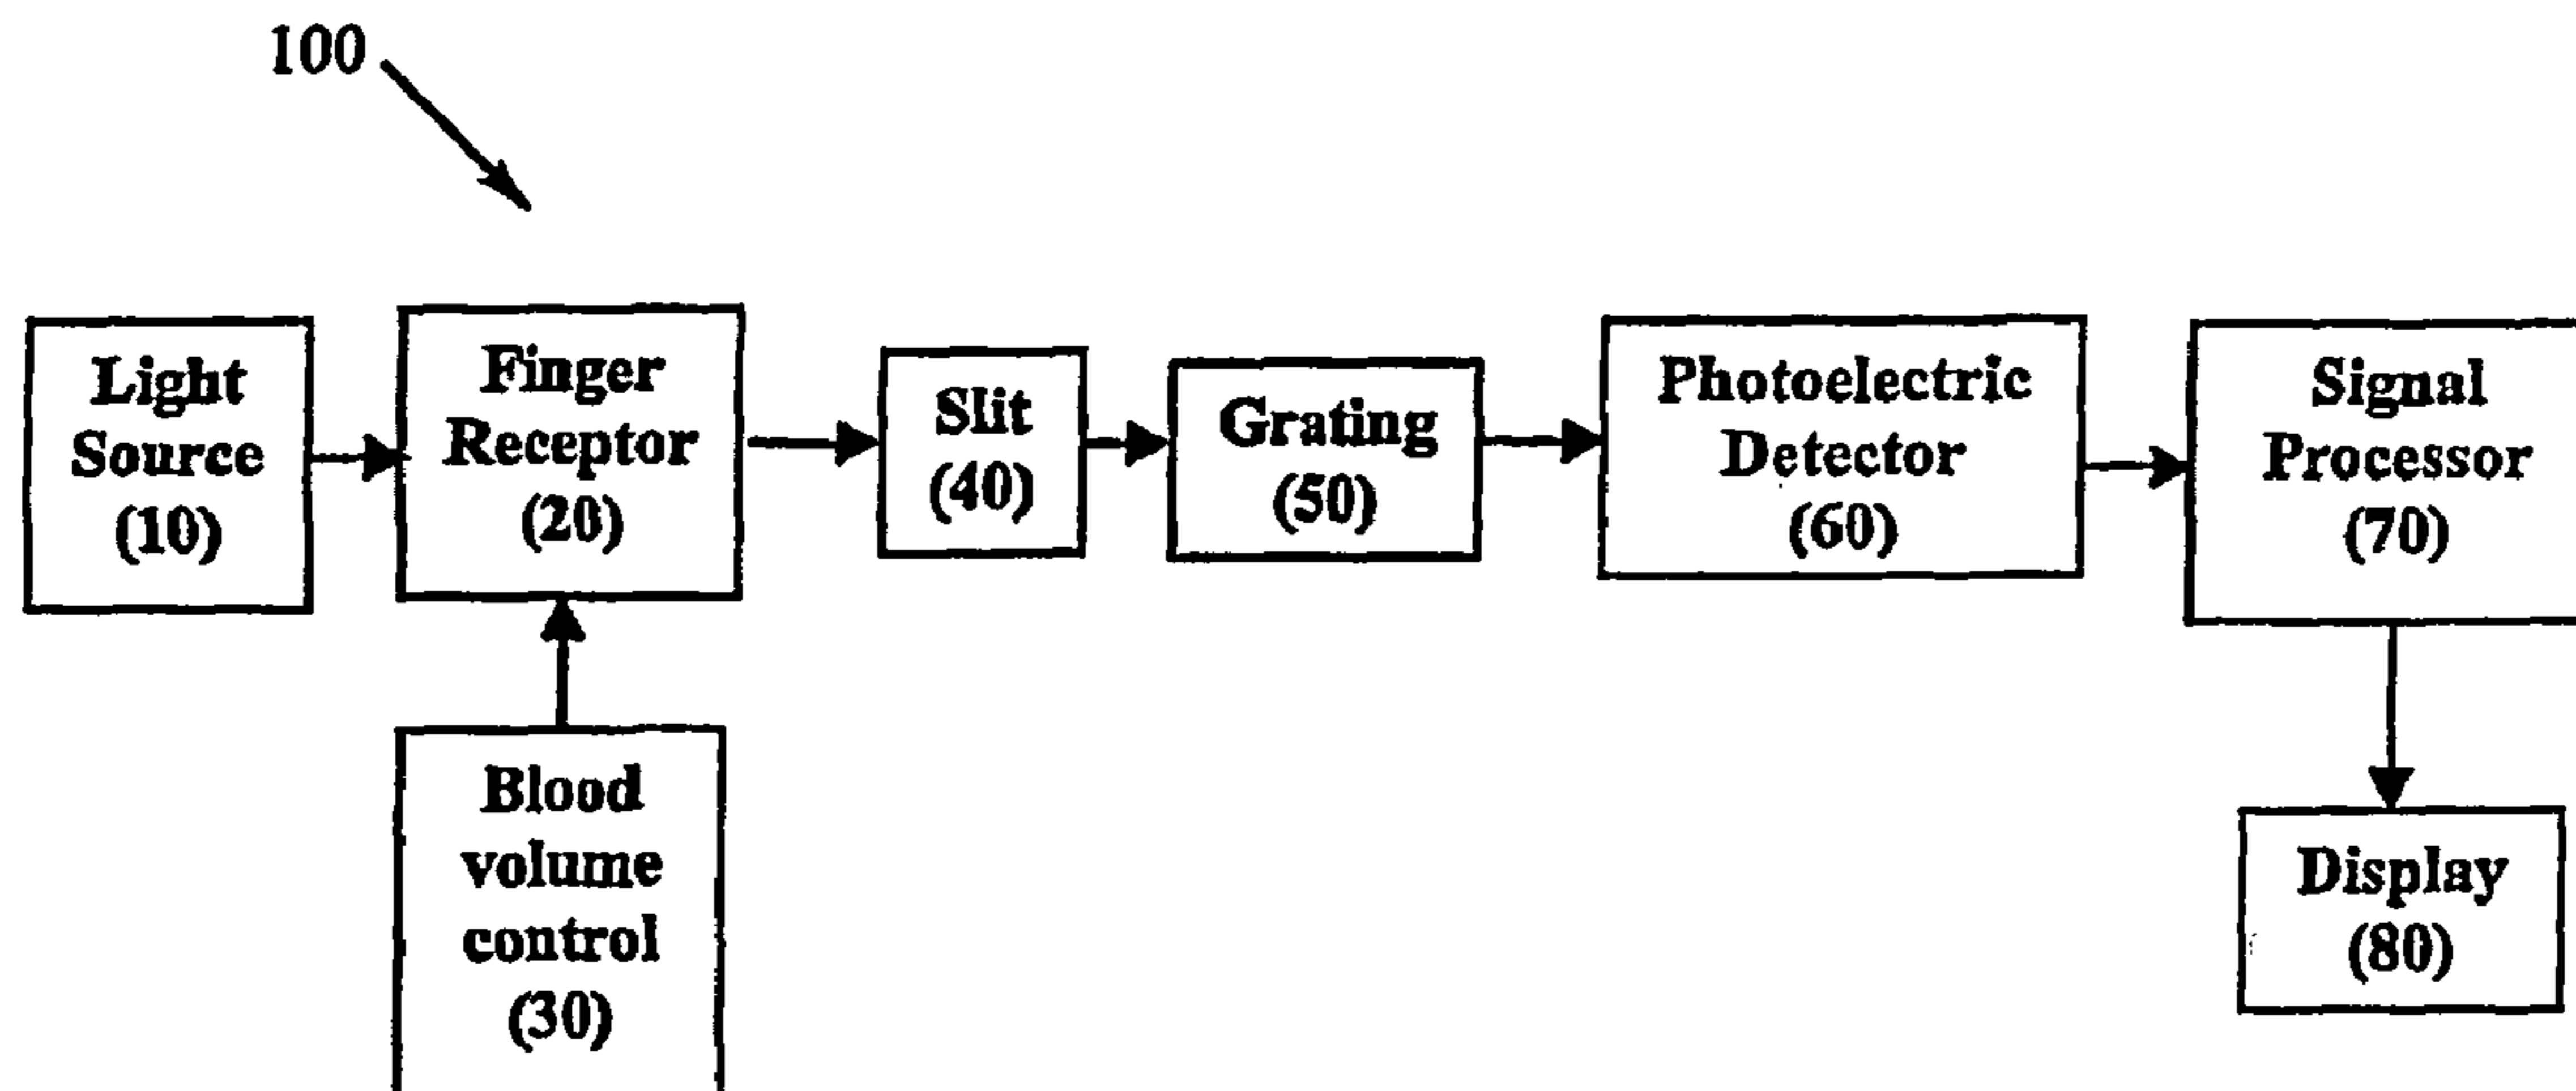 100
Light
Source
(10)
Finger
Receptor
(20)
Slit
(40)
Grating
(50)
Photoelectric
Detector
(60)
Signal
Processor
(70)
Blood
volume
control
(30)
Display
(80)